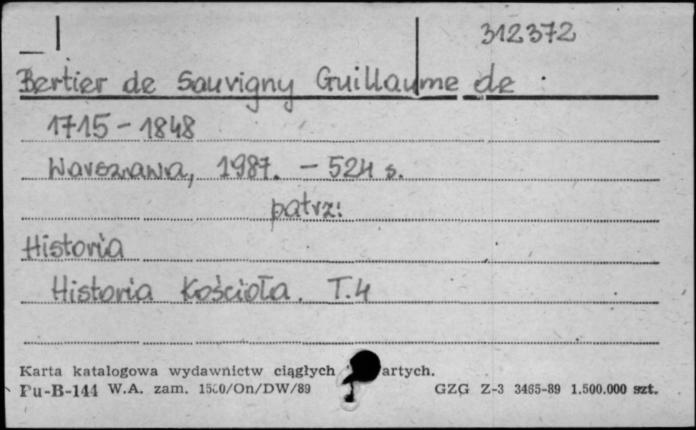 312372
Bertier de Sauvigny Guillaume de
1715-1848
Warszawa, 1987. - 524 s.
patrz:
Historia
Historia Kościoła. T.4
Karta katalogowa wydawnictw ciągłych artych.
Pu-B-144 W.A. zam. /On/DW/89 GZG Z-3 3465-89 1.500.000 szt.